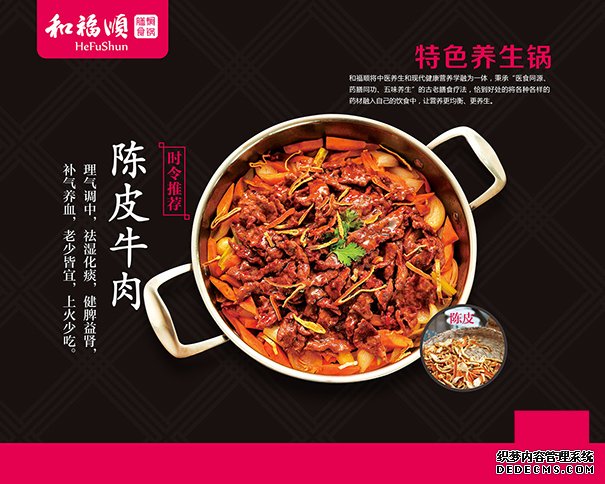 和福順
HeFuShun
膳食
焖锅
特色养生锅
和福顺将中医养生和现代健康营养学融为一体，秉承“医食同源、
药膳同功、五味养生”的古老膳食疗法，恰到好处的将各种各样的
药材融入自己的饮食中，让营养更均衡、更养生。
时令推荐
陈皮牛肉
理气调中，祛湿化痰，健脾益肾，
补气养血，老少皆宜，上火少吃。
陈皮
织梦内容管理系统
DEDECMS.COM